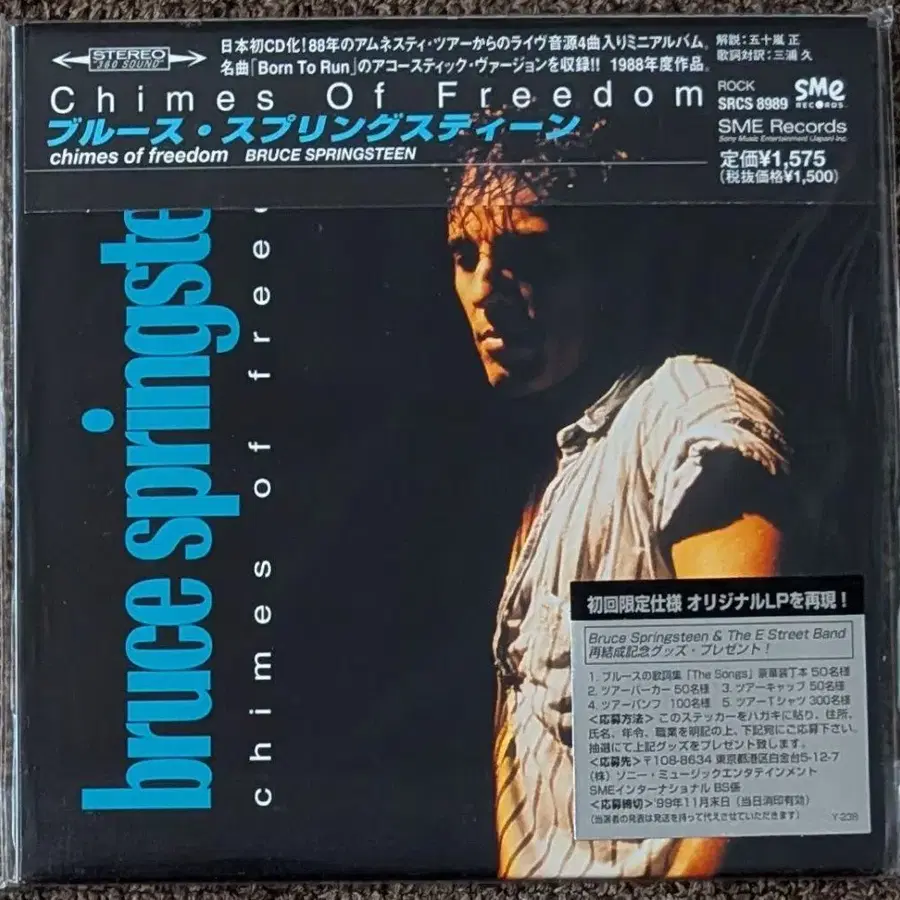 STEREO
"360 SOUND"
日本初CD化！88年のアムネスティ・ツアーからのライヴ音源4曲入りミニアルバム。
名曲「Born To Run」のアコースティック・ヴァージョンを収録!! 1988年度作品。
解説：五十嵐 正
歌詞対訳：三浦 久
Chimes Of Freedom
ブルース・スプリングスティーン
chimes of freedom BRUCE SPRINGSTEEN
ROCK
SRCS 8989
SMe
RECORDS
SME Records
Sony Music Entertainment (Japan) Inc.
定価¥1,575
(税抜価格¥1,500)
bruce springste
chimes of free
初回限定仕様 オリジナルLPを再現！
Bruce Springsteen & The E Street Band
再結成記念グッズ・プレゼント！
1. ブルースの歌詞集「The Songs」豪華装丁本 50名様
2. ツアーパーカー 50名様 3. ツアーキャップ 50名様
4. ツアーパンフ 100名様 5. ツアーTシャツ 300名様
<応募方法> このステッカーをハガキに貼り、住所、
氏名、年令、職業を明記の上、下記宛にご応募下さい。
抽選にて上記グッズをプレゼント致します。
<応募先> 〒108-8634 東京都港区白金台5-12-7
(株) ソニー・ミュージックエンタテインメント
SMEインターナショナル BS係
<応募締切> '99年11月末日 (当日消印有効)
(当選者の発表は発送を持って代えさせていただきます)
Y-238